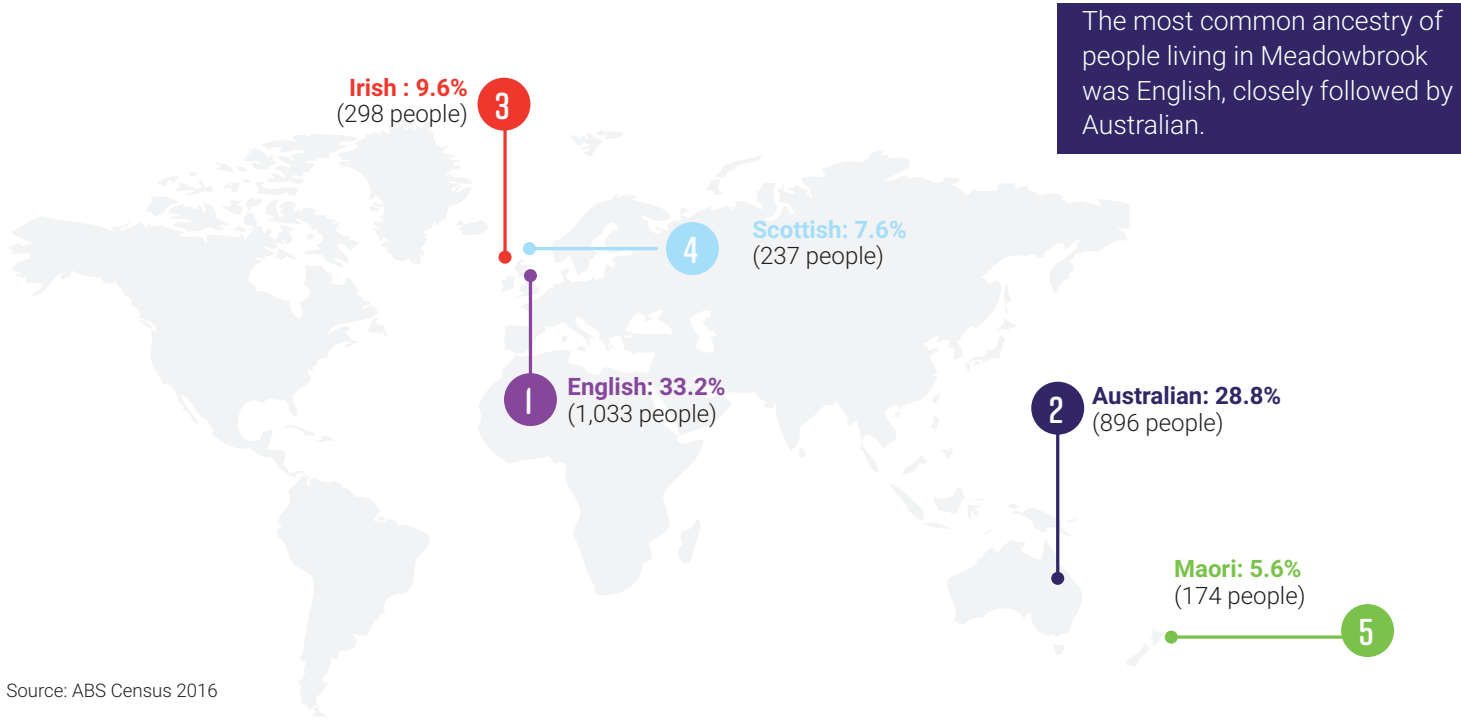 The most common ancestry of
people living in Meadowbrook
was English, closely followed by
Australian.
Irish : 9.6%
(298 people)
3
4
Scottish: 7.6%
(237 people)
1
English: 33.2%
(1,033 people)
2
Australian: 28.8%
(896 people)
Maori: 5.6%
(174 people)
5
Source: ABS Census 2016